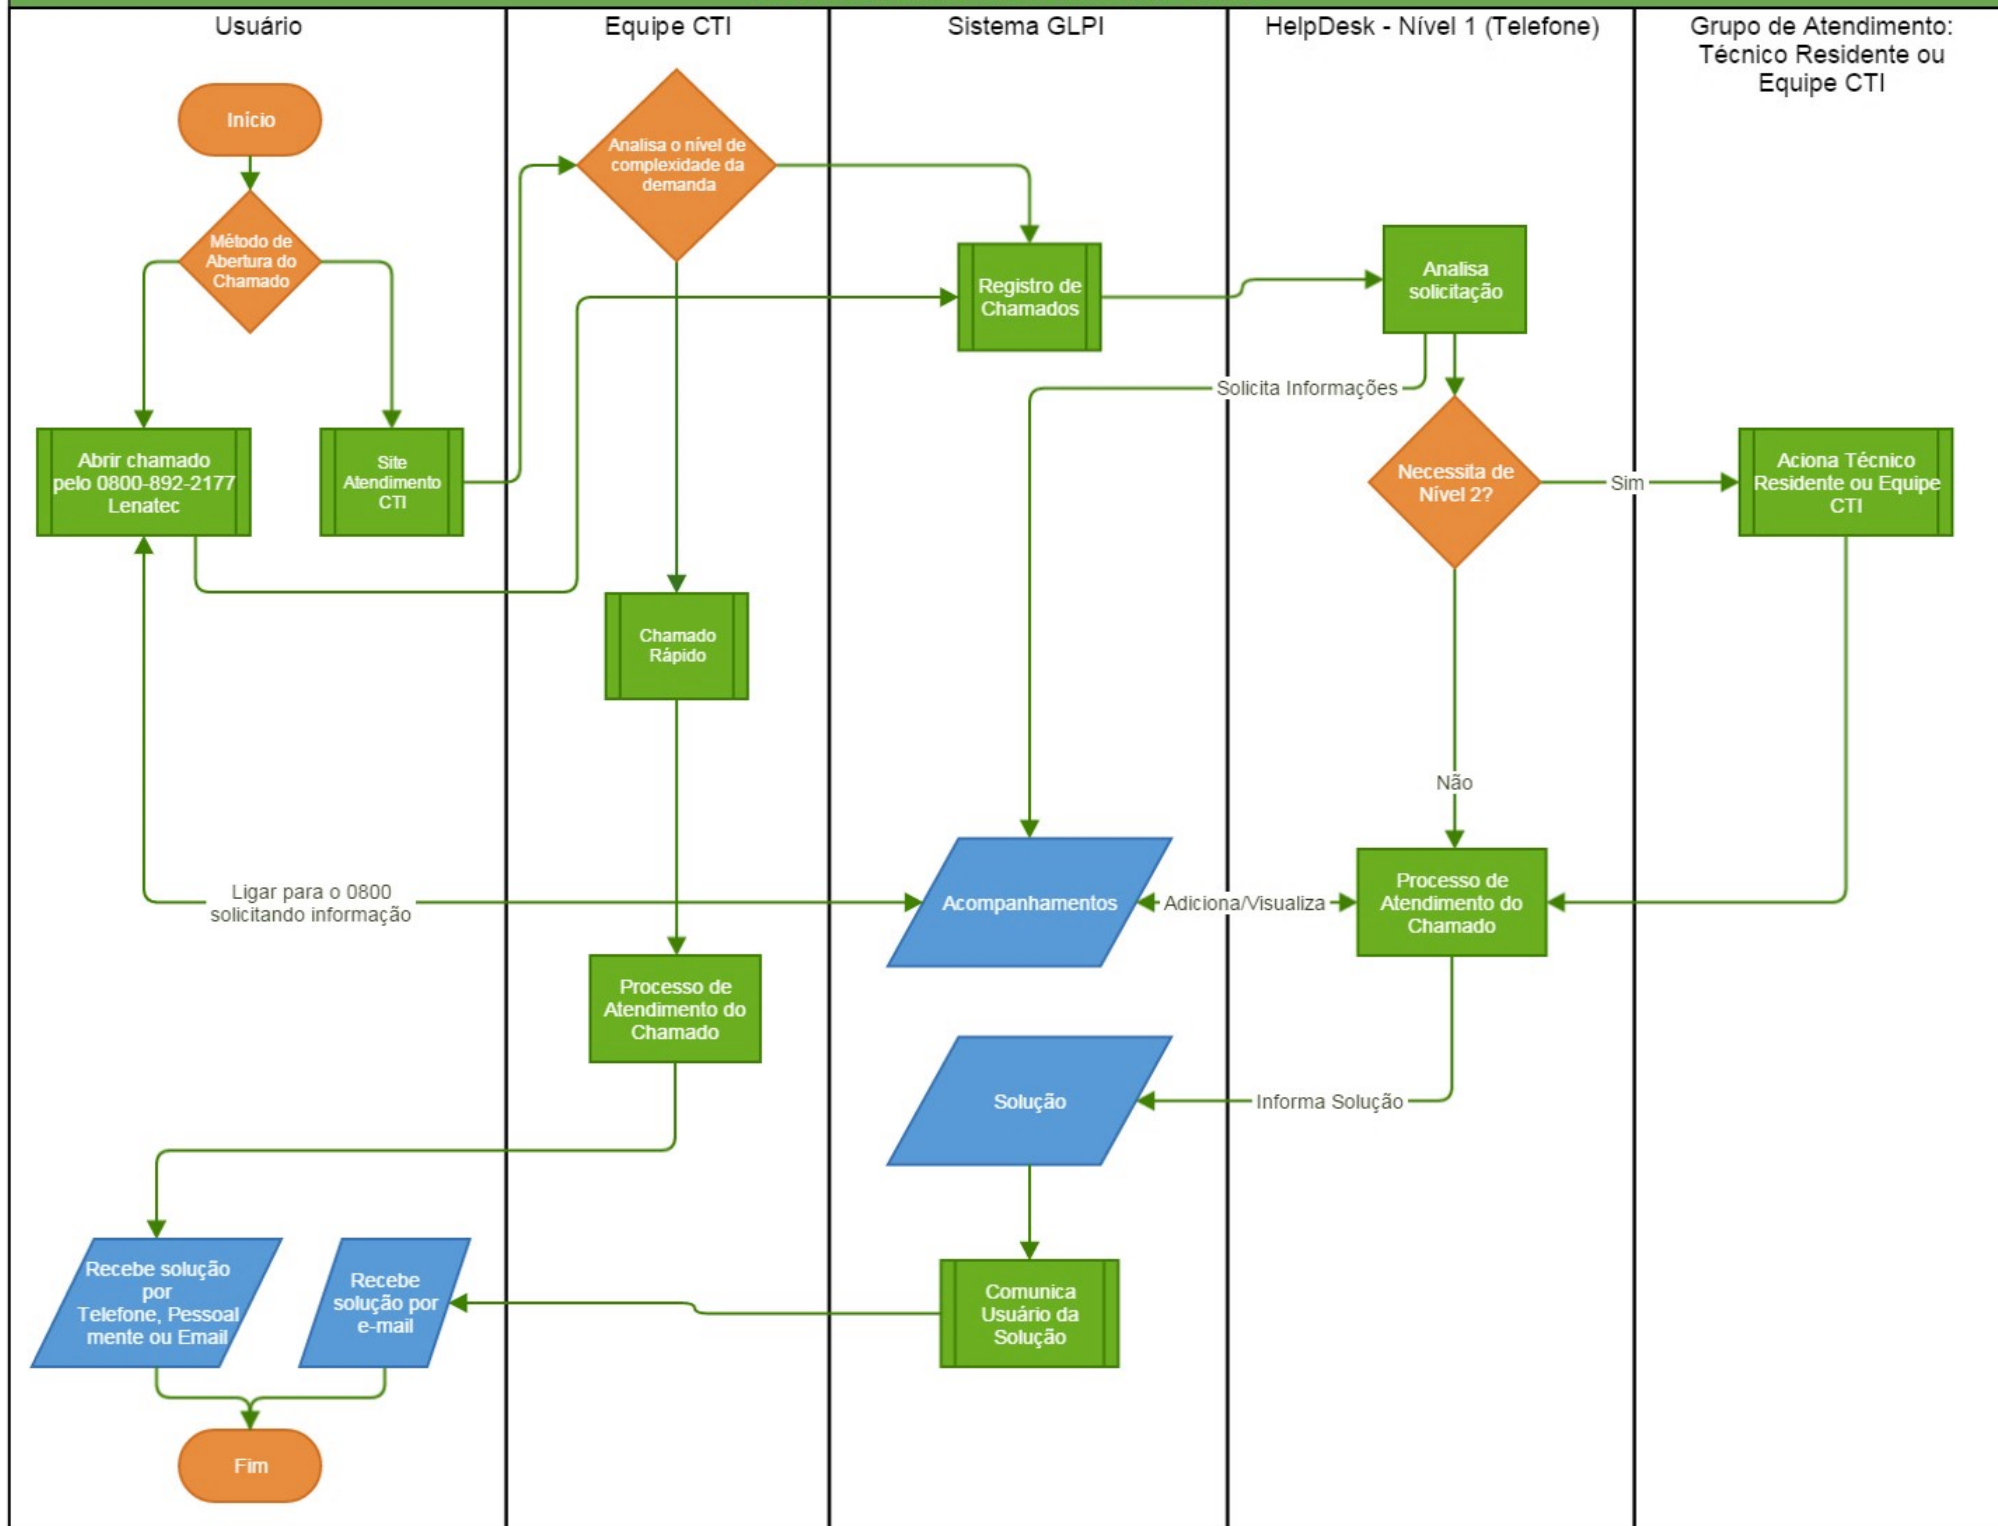 Usuário
Equipe CTI
Sistema GLPI
HelpDesk - Nível 1 (Telefone)
Grupo de Atendimento:
Técnico Residente ou
Equipe CTI
Início
Analisa o nível de
complexidade da
demanda
Método de
Abertura do
Chamado
Registro de
Chamados
Analisa
solicitação
Solicita Informações
Abrir chamado
pelo 0800-892-2177
Lenatec
Site
Atendimento
CTI
Necessita de
Nível 2?
Sim
Aciona Técnico
Residente ou Equipe
CTI
Chamado
Rápido
Não
Ligar para o 0800
solicitando informação
Acompanhamentos
Adiciona/Visualiza
Processo de
Atendimento do
Chamado
Processo de
Atendimento do
Chamado
Solução
Informa Solução
Recebe solução
por
Telefone, Pessoal
mente ou Email
Recebe
solução por
e-mail
Comunica
Usuário da
Solução
Fim